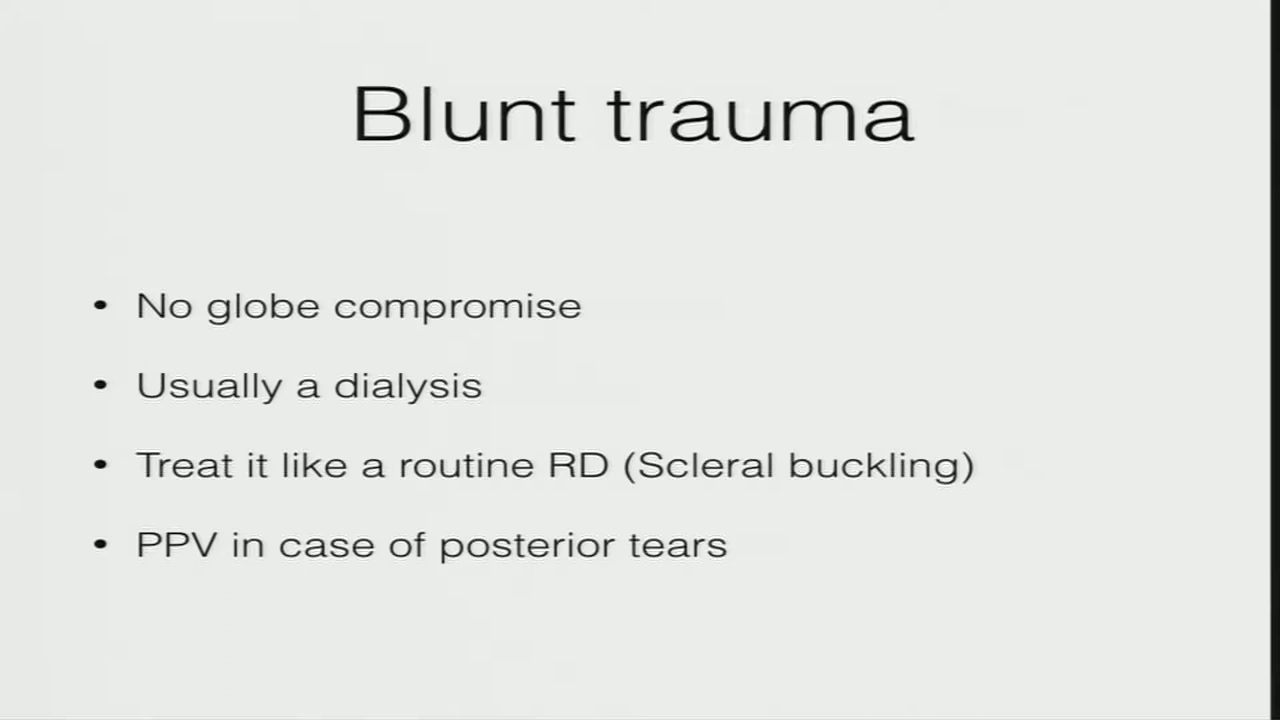 Blunt trauma
• No globe compromise
• Usually a dialysis
• Treat it like a routine RD (Scleral buckling)
• PPV in case of posterior tears